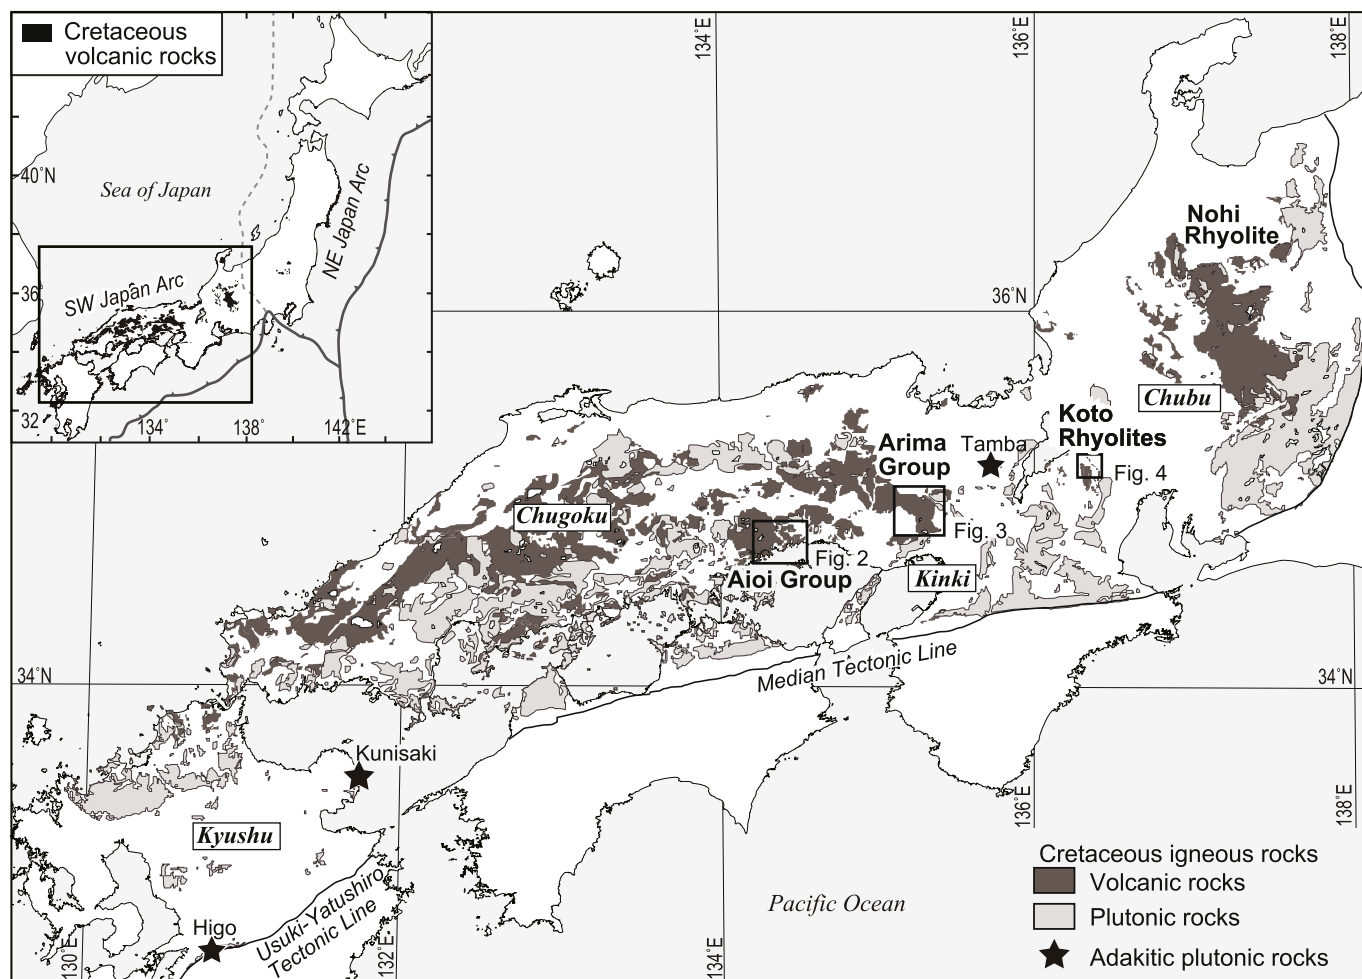 Cretaceous
volcanic rocks
40°N
Sea of Japan
NE Japan Arc
36°
SW Japan Arc
32
134°
138°
142°E
134°E
136°E
138°E
36°N
Nohi
Rhyolite
Chubu
Koto
Rhyolites
Fig. 4
Arima
Group
Tamba
Fig. 3
Chugoku
Fig. 2
Aioi Group
Kinki
34°N
Median Tectonic Line
34°N
Kunisaki
Kyushu
Higo
Usuki-Yatushiro
Tectonic Line
Pacific Ocean
130°E
132°E
134°E
136°E
138°E
Cretaceous igneous rocks
Volcanic rocks
Plutonic rocks
Adakitic plutonic rocks